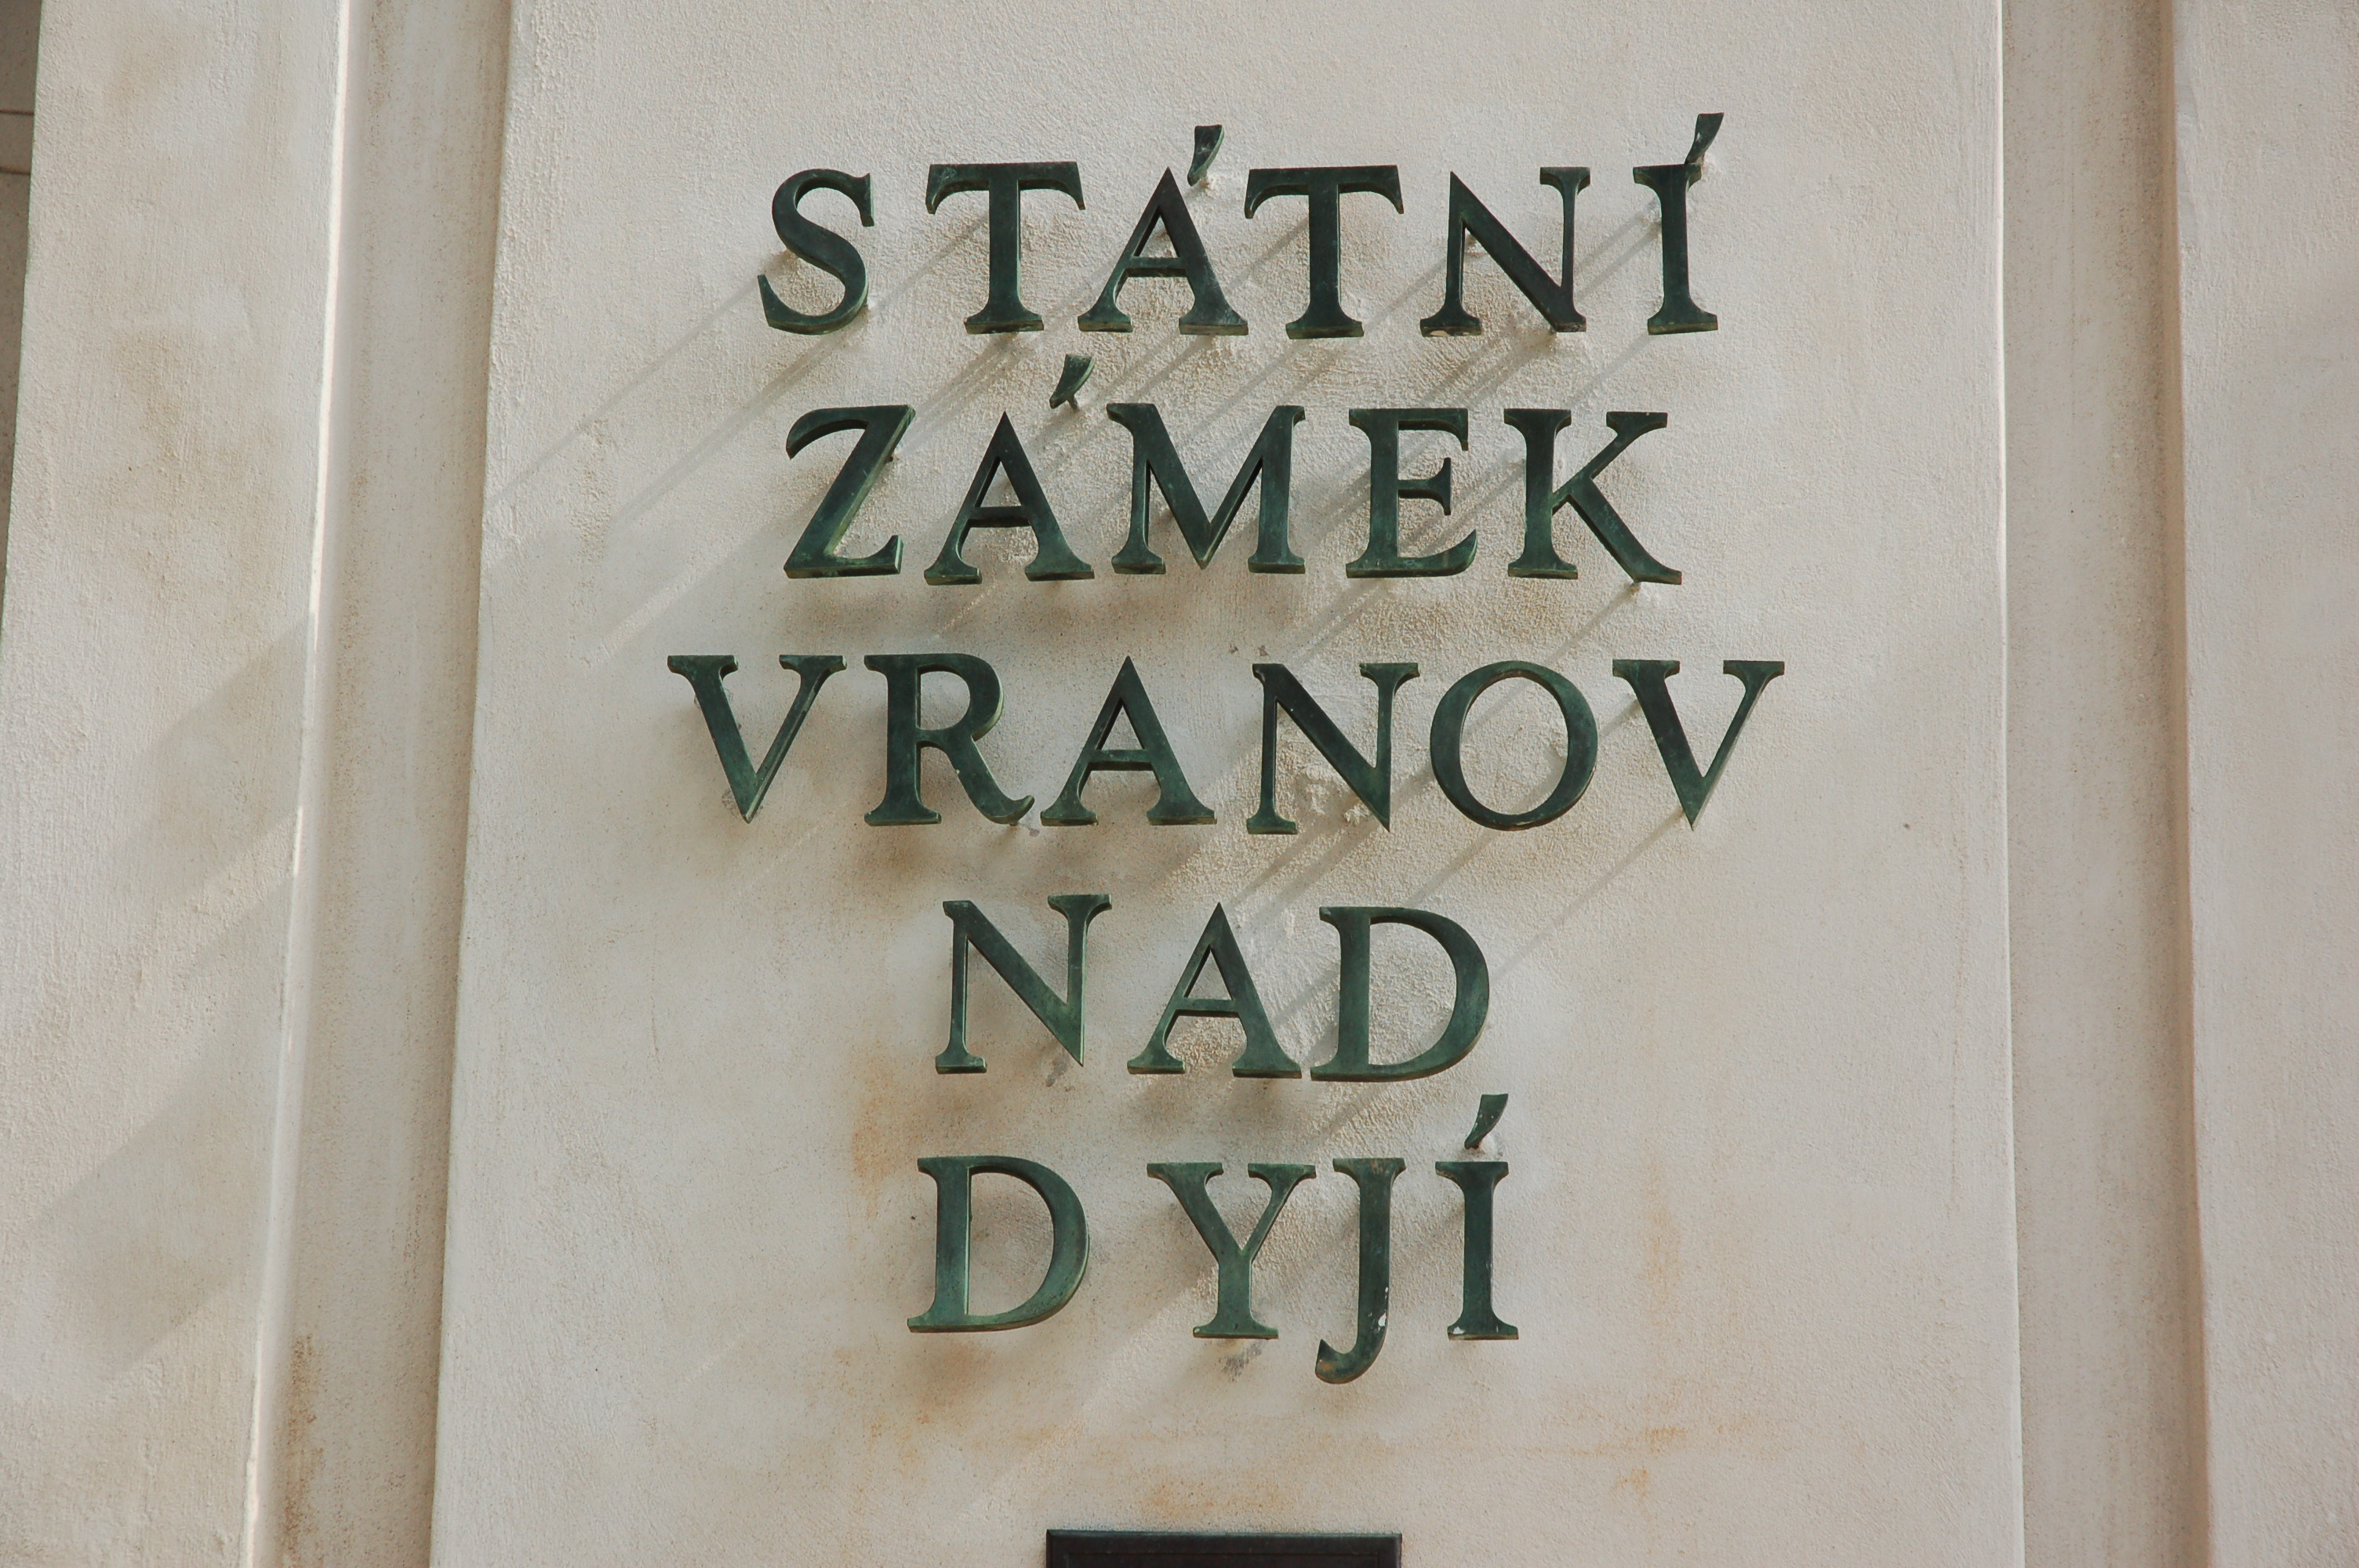 STÁTNÍ
ZÁMEK
VRANOV
NAD
DYJÍ